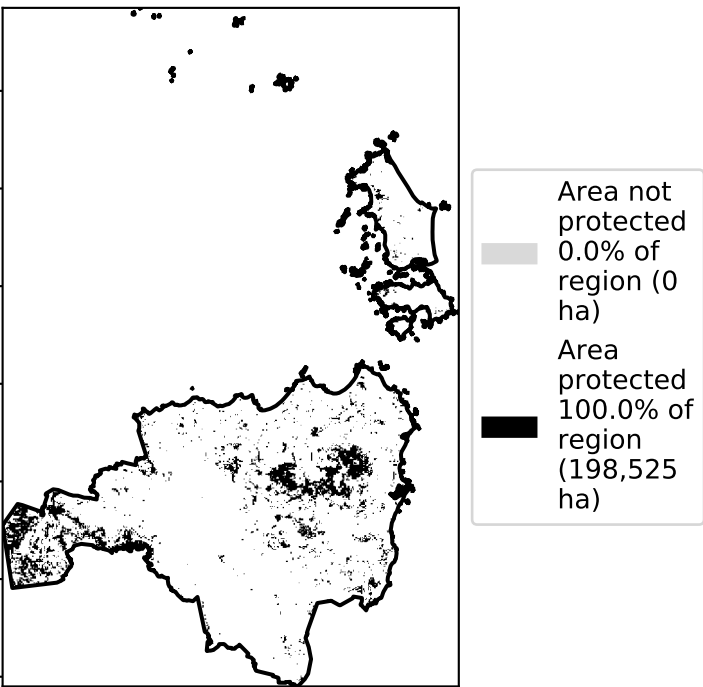 Area not
protected
0.0% of
region (0
ha)
Area
protected
100.0% of
region
(198,525
ha)